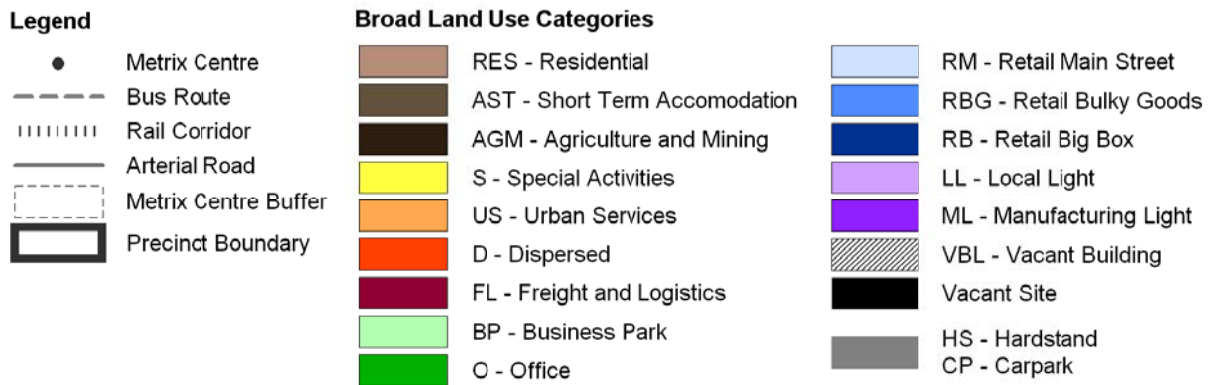 Legend
Metrix Centre
Bus Route
Rail Corridor
Arterial Road
Metrix Centre Buffer
Precinct Boundary
Broad Land Use Categories
RES - Residential
AST - Short Term Accomodation
AGM - Agriculture and Mining
S - Special Activities
US - Urban Services
D - Dispersed
FL - Freight and Logistics
BP - Business Park
O - Office
RM - Retail Main Street
RBG - Retail Bulky Goods
RB - Retail Big Box
LL - Local Light
ML - Manufacturing Light
VBL - Vacant Building
Vacant Site
HS - Hardstand
CP - Carpark